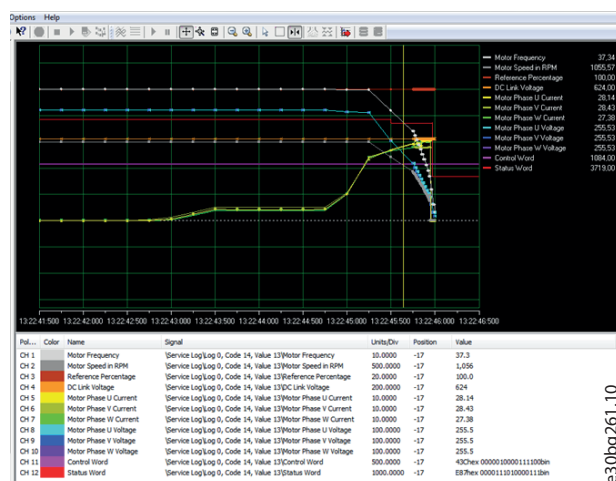 Options Help
Motor Frequency 37,34
Motor Speed in RPM 1055,57
Reference Percentage 100,00
DC Link Voltage 624,00
Motor Phase U Current 28,14
Motor Phase V Current 28,43
Motor Phase W Current 27,38
Motor Phase U Voltage 255,53
Motor Phase V Voltage 255,53
Motor Phase W Voltage 255,53
Control Word 1084,00
Status Word 3719,00
13:22:41:500 13:22:42:000 13:22:42:500 13:22:43:000 13:22:43:500 13:22:44:000 13:22:44:500 13:22:45:000 13:22:45:500 13:22:46:000 13:22:46:500
Pol... Color Name Signal Units/Div Position Value
CH 1 Motor Frequency \Service Log\Log 0, Code 14, Value 13\Motor Frequency 10.0000 -17 37.3
CH 2 Motor Speed in RPM \Service Log\Log 0, Code 14, Value 13\Motor Speed in RPM 500.0000 -17 1,056
CH 3 Reference Percentage \Service Log\Log 0, Code 14, Value 13\Reference Percentage 20.0000 -17 100.0
CH 4 DC Link Voltage \Service Log\Log 0, Code 14, Value 13\DC Link Voltage 200.0000 -17 624
CH 5 Motor Phase U Current \Service Log\Log 0, Code 14, Value 13\Motor Phase U Current 10.0000 -17 28.14
CH 6 Motor Phase V Current \Service Log\Log 0, Code 14, Value 13\Motor Phase V Current 10.0000 -17 28.43
CH 7 Motor Phase W Current \Service Log\Log 0, Code 14, Value 13\Motor Phase W Current 10.0000 -17 27.38
CH 8 Motor Phase U Voltage \Service Log\Log 0, Code 14, Value 13\Motor Phase U Voltage 100.0000 -17 255.5
CH 9 Motor Phase V Voltage \Service Log\Log 0, Code 14, Value 13\Motor Phase V Voltage 100.0000 -17 255.5
CH 10 Motor Phase W Voltage \Service Log\Log 0, Code 14, Value 13\Motor Phase W Voltage 100.0000 -17 255.5
CH 11 Control Word \Service Log\Log 0, Code 14, Value 13\Control Word 500.0000 -17 43Chex 0000010000111100bin
CH 12 Status Word \Service Log\Log 0, Code 14, Value 13\Status Word 1000.0000 -17 E87hex 0000111010000111bin
e30bg261.10